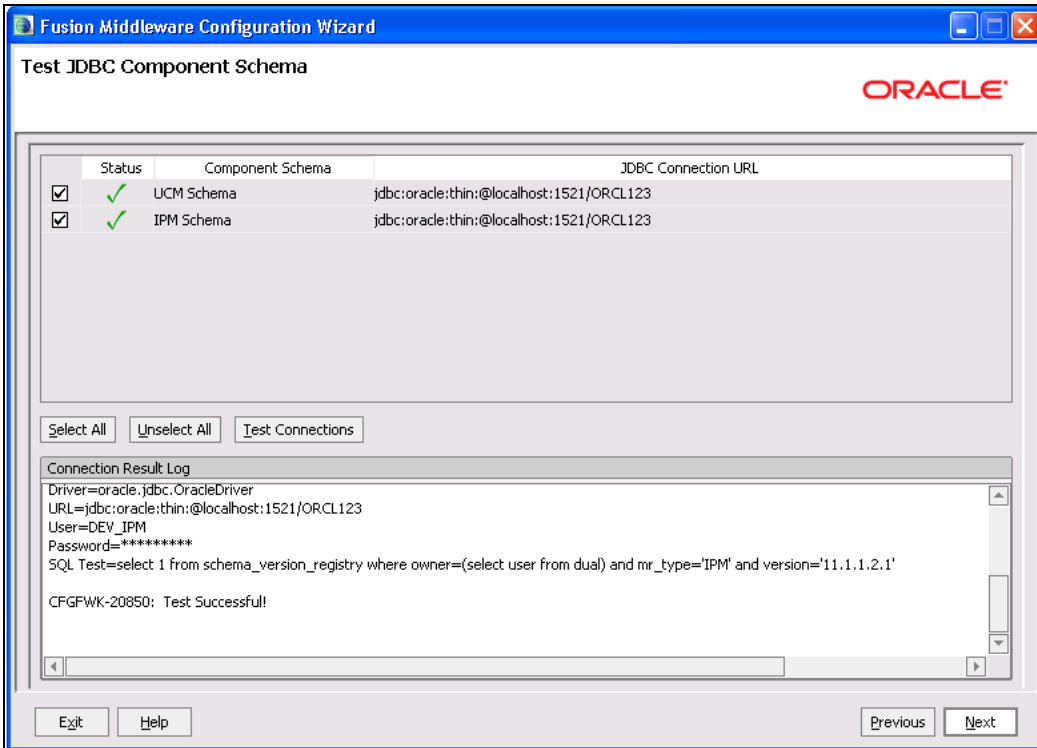 Fusion Middleware Configuration Wizard
Test JDBC Component Schema
ORACLE
Status Component Schema JDBC Connection URL
UCM Schema jdbc:oracle:thin:@localhost:1521/ORCL123
IPM Schema jdbc:oracle:thin:@localhost:1521/ORCL123
Select All Unselect All Test Connections
Connection Result Log
Driver=oracle.jdbc.OracleDriver
URL=jdbc:oracle:thin:@localhost:1521/ORCL123
User=DEV_IPM
Password=*********
SQL Test=select 1 from schema_version_registry where owner=(select user from dual) and mr_type='IPM' and version='11.1.1.2.1'
CFGFWK-20850: Test Successful!
Exit Help Previous Next